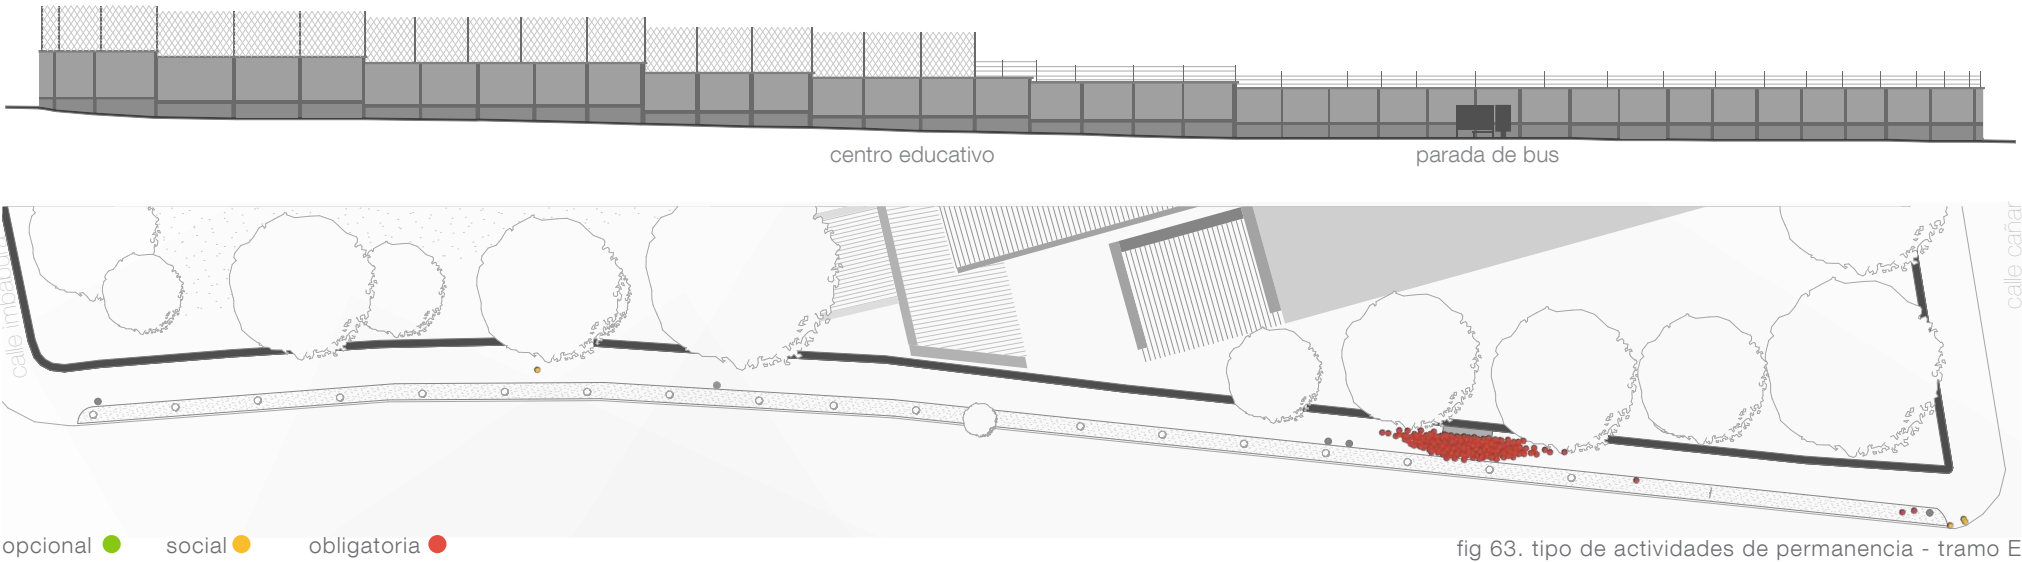 centro educativo
parada de bus
calle imbabura
calle cañar
opcional
social
obligatoria
fig 63. tipo de actividades de permanencia - tramo E